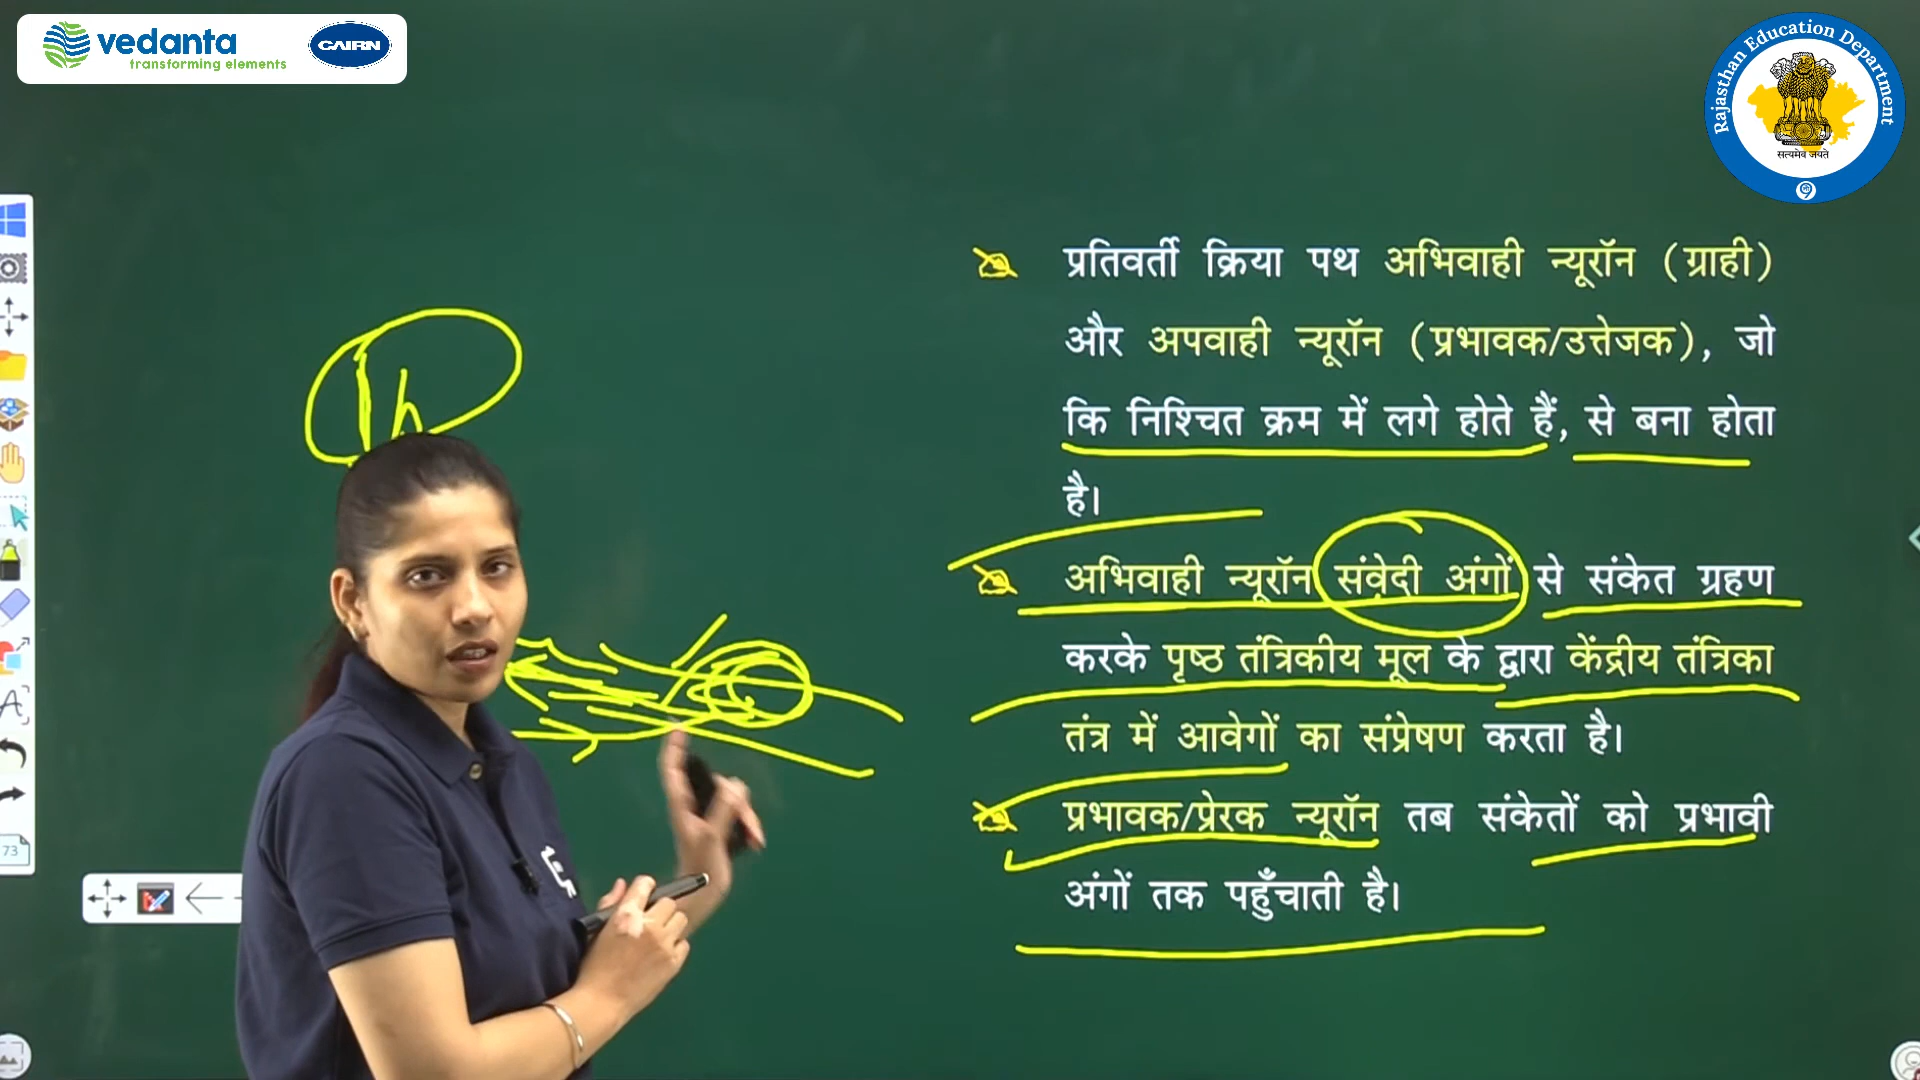 vedanta
transforming elements
CAIRN
Rajasthan Education Department
सत्यमेव जयते
प्रतिवर्ती क्रिया पथ अभिवाही न्यूरॉन (ग्राही)
और अपवाही न्यूरॉन (प्रभावक/उत्तेजक), जो
कि निश्चित क्रम में लगे होते हैं, से बना होता
है।
अभिवाही न्यूरॉन संवेदी अंगों से संकेत ग्रहण
करके पृष्ठ तंत्रिकीय मूल के द्वारा केंद्रीय तंत्रिका
तंत्र में आवेगों का संप्रेषण करता है।
प्रभावक/प्रेरक न्यूरॉन तब संकेतों को प्रभावी
अंगों तक पहुँचाती है।
73